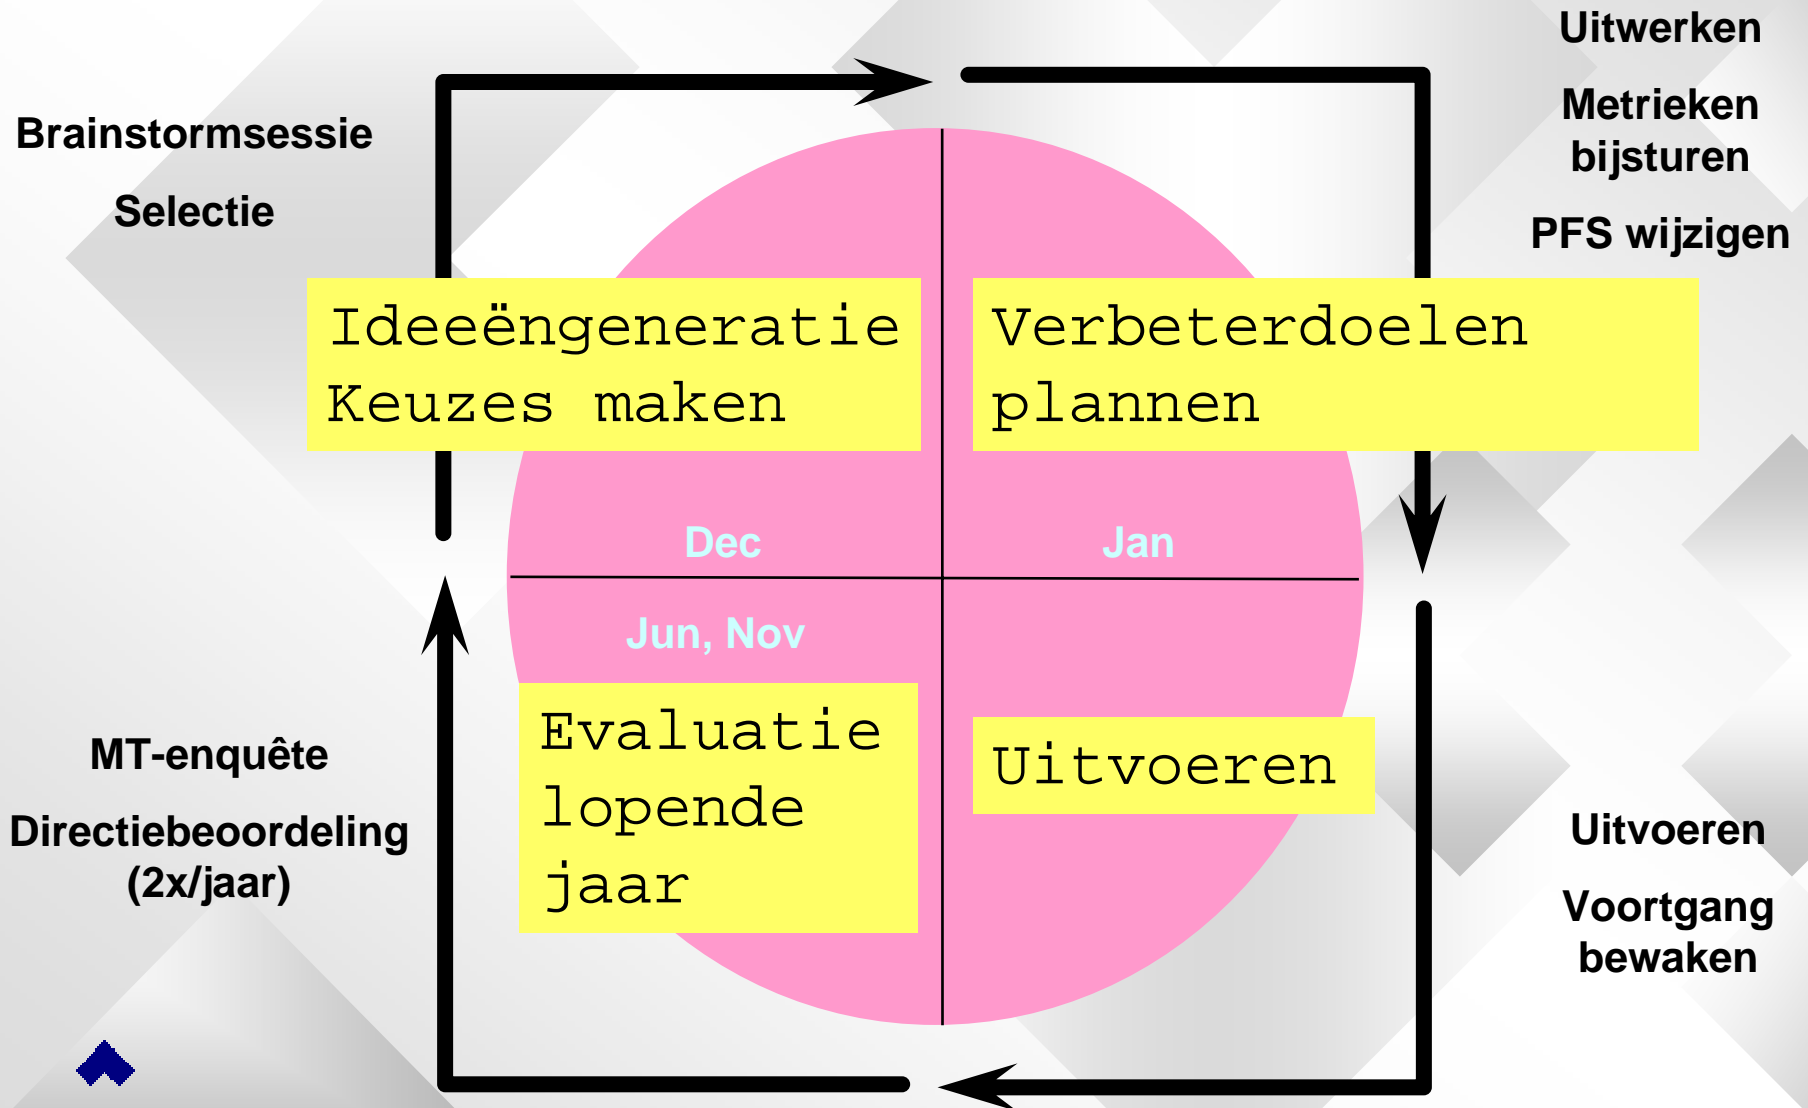 Brainstormsessie
Selectie
Uitwerken
Metrieken
bijsturen
PFS wijzigen
Ideeëngeneratie
Keuzes maken
Verbeterdoelen
plannen
Dec
Jan
Jun, Nov
Evaluatie
lopende
jaar
Uitvoeren
MT-enquête
Directiebeoordeling
(2x/jaar)
Uitvoeren
Voortgang
bewaken